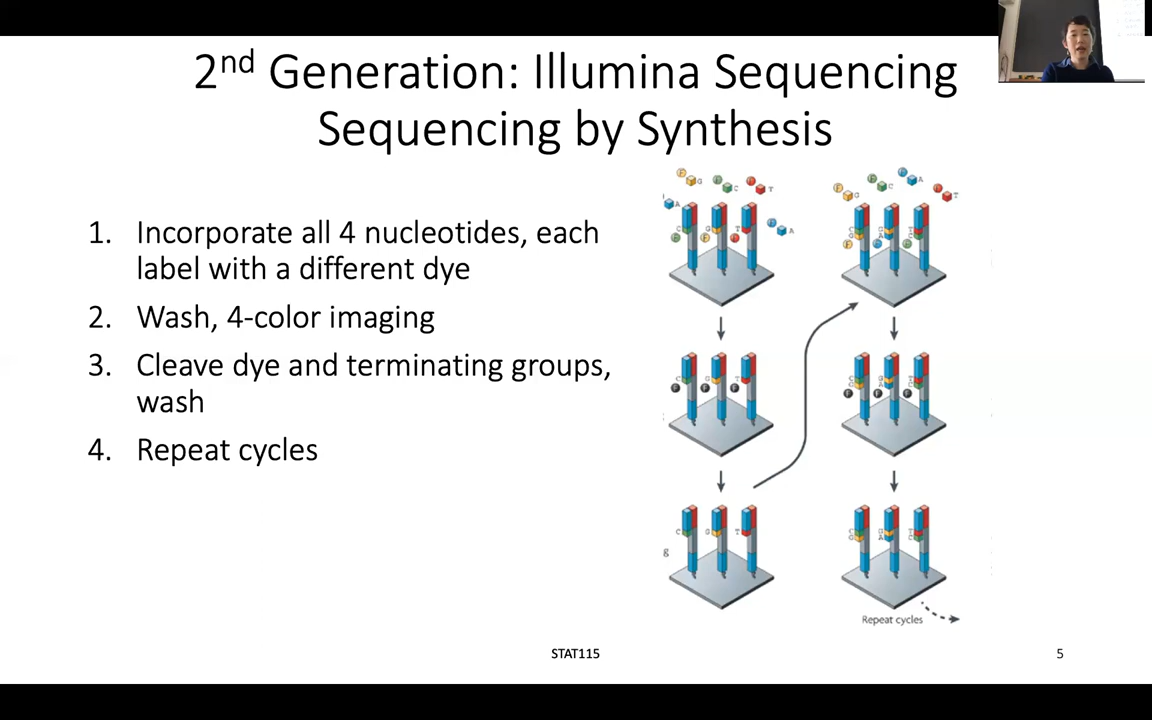 2nd Generation: Illumina Sequencing
Sequencing by Synthesis
1. Incorporate all 4 nucleotides, each
label with a different dye
2. Wash, 4-color imaging
3. Cleave dye and terminating groups,
wash
4. Repeat cycles
Repeat cycles
STAT115
5